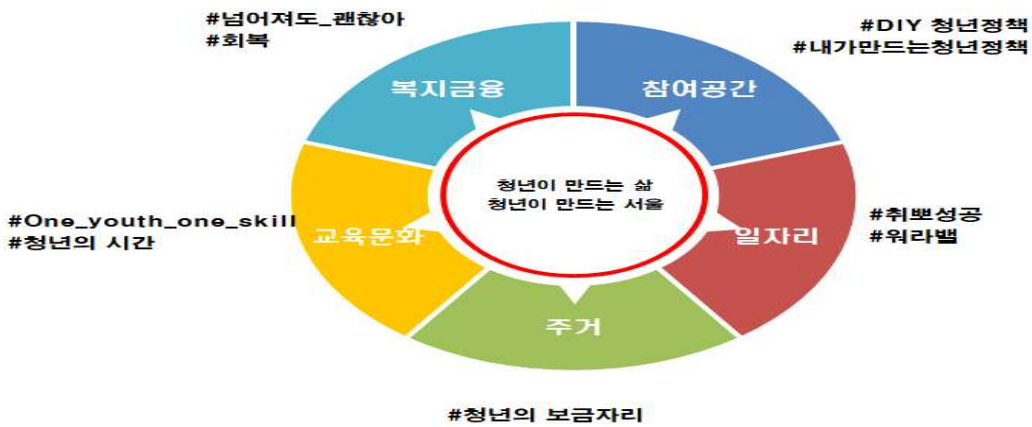 #넘어져도_괜찮아
#회복
#DIY 청년정책
#내가만드는청년정책
복지금융
참여공간
청년이 만드는 삶
청년이 만드는 서울
#One_youth_one_skill
#청년의 시간
교육문화
일자리
#취뽀성공
#워라밸
주거
#청년의 보금자리